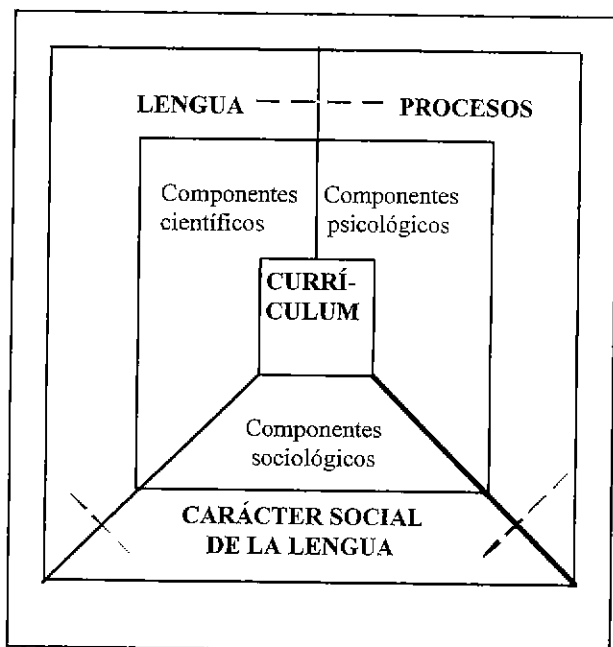 LENGUA PROCESOS
Componentes
científicos
Componentes
psicológicos
CURRÍ-
CULUM
Componentes
sociológicos
CARÁCTER SOCIAL
DE LA LENGUA